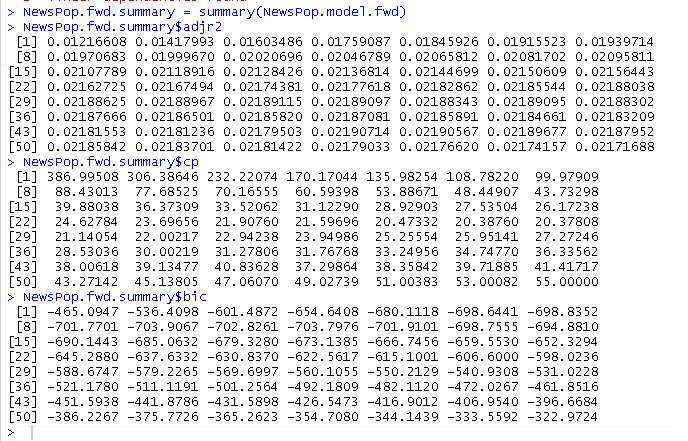 > NewsPop.fwd.summary = summary(NewsPop.model.fwd)
> NewsPop.fwd.summary$adjr2
[1] 0.01216608 0.01417993 0.01603486 0.01759087 0.01845926 0.01915523 0.01939714
[8] 0.01970683 0.01999670 0.02020696 0.02046789 0.02065812 0.02081702 0.02095811
[15] 0.02107789 0.02118916 0.02128426 0.02136814 0.02144699 0.02150609 0.02156443
[22] 0.02162725 0.02167494 0.02174381 0.02177618 0.02182862 0.02185544 0.02188038
[29] 0.02188625 0.02188967 0.02189115 0.02189097 0.02188343 0.02189095 0.02188302
[36] 0.02187666 0.02186501 0.02185820 0.02187081 0.02185891 0.02184661 0.02183209
[43] 0.02181553 0.02181236 0.02179503 0.02190714 0.02190567 0.02189677 0.02187952
[50] 0.02185842 0.02183701 0.02181422 0.02179033 0.02176620 0.02174157 0.02171688
> NewsPop.fwd.summary$cp
[1] 386.99508 306.38646 232.22074 170.17044 135.98254 108.78220 99.97909
[8] 88.43013 77.68525 70.16555 60.59398 53.88671 48.44907 43.73298
[15] 39.88038 36.37309 33.52062 31.12290 28.92903 27.53504 26.17238
[22] 24.62784 23.69656 21.90760 21.59696 20.47332 20.38760 20.37808
[29] 21.14054 22.00217 22.94238 23.94986 25.25554 25.95141 27.27246
[36] 28.53036 30.00219 31.27806 31.76768 33.24956 34.74770 36.33562
[43] 38.00618 39.13477 40.83628 37.29864 38.35842 39.71885 41.41717
[50] 43.27142 45.13805 47.06070 49.02739 51.00383 53.00082 55.00000
> NewsPop.fwd.summary$bic
[1] -465.0947 -536.4098 -601.4872 -654.6408 -680.1118 -698.6441 -698.8352
[8] -701.7701 -703.9067 -702.8261 -703.7976 -701.9101 -698.7555 -694.8810
[15] -690.1443 -685.0632 -679.3280 -673.1385 -666.7456 -659.5530 -652.3294
[22] -645.2880 -637.6332 -630.8370 -622.5617 -615.1001 -606.6000 -598.0236
[29] -588.6747 -579.2265 -569.6997 -560.1055 -550.2129 -540.9308 -531.0228
[36] -521.1780 -511.1191 -501.2564 -492.1809 -482.1120 -472.0267 -461.8516
[43] -451.5938 -441.8786 -431.5898 -426.5473 -416.9012 -406.9540 -396.6684
[50] -386.2267 -375.7726 -365.2623 -354.7080 -344.1439 -333.5592 -322.9724
>